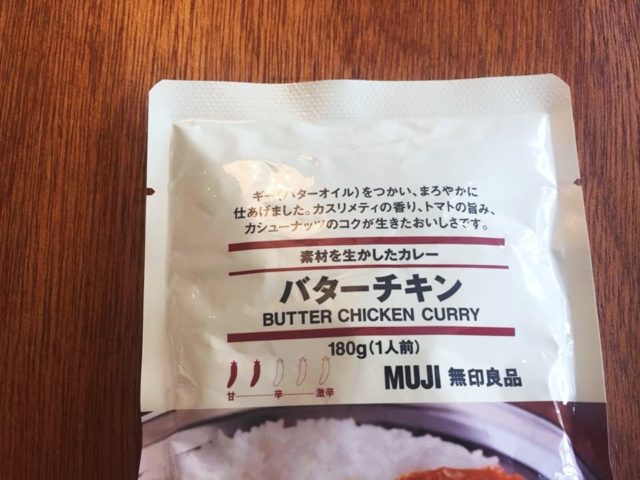 ギー(バターオイル)をつかい、まろやかに
仕あげました。カスリメティの香り、トマトの旨み、
カシューナッツのコクが生きたおいしさです。
素材を生かしたカレー
バターチキン
BUTTER CHICKEN CURRY
180g(1人前)
甘 辛 激辛
MUJI 無印良品